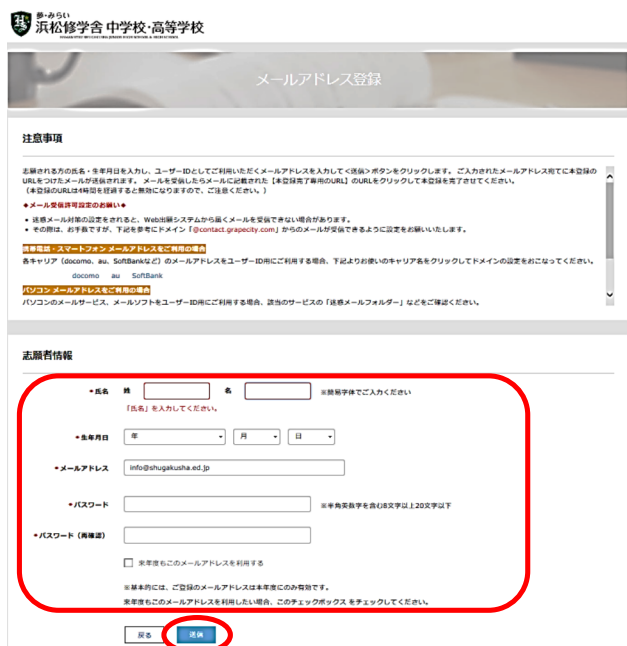 夢・みらい
浜松修学舎 中学校・高等学校
メールアドレス登録
注意事項
志願される方の氏名・生年月日を入力し、ユーザーIDとしてご利用いただくメールアドレスを入力して<送信>ボタンをクリックします。 ご入力されたメールアドレス宛てに本登録の
URLをつけたメールが送信されます。 メールを受信したらメールに記載された【本登録完了専用のURL】のURLをクリックして本登録を完了させてください。
(本登録のURLは4時間を経過すると無効になりますので、ご注意ください。)
◆メール受信許可設定のお願い◆
• 迷惑メール対策の設定をされると、Web出願システムから届くメールを受信できない場合があります。
• その際は、お手数ですが、下記を参考にドメイン「@contact.grapecity.com」からのメールが受信できるように設定をお願いいたします。
携帯電話・スマートフォン メールアドレスをご利用の場合
各キャリア(docomo、au、SoftBankなど)のメールアドレスをユーザーID用にご利用する場合、下記よりお使いのキャリア名をクリックしてドメインの設定をおこなってください。
docomo au SoftBank
パソコン メールアドレスをご利用の場合
パソコンのメールサービス、メールソフトをユーザーID用にご利用する場合、該当のサービスの「迷惑メールフォルダー」などをご確認ください。
志願者情報
◆氏名 姓 名 ※簡易字体でご入力ください
「氏名」を入力してください。
◆生年月日 年 月 日
◆メールアドレス info@shugakusha.ed.jp
◆パスワード ※半角英数字を含む8文字以上20文字以下
◆パスワード(再確認)
来年度もこのメールアドレスを利用する
※基本的には、ご登録のメールアドレスは本年度にのみ有効です。
来年度もこのメールアドレスを利用したい場合、このチェックボックス をチェックしてください。
戻る 送信